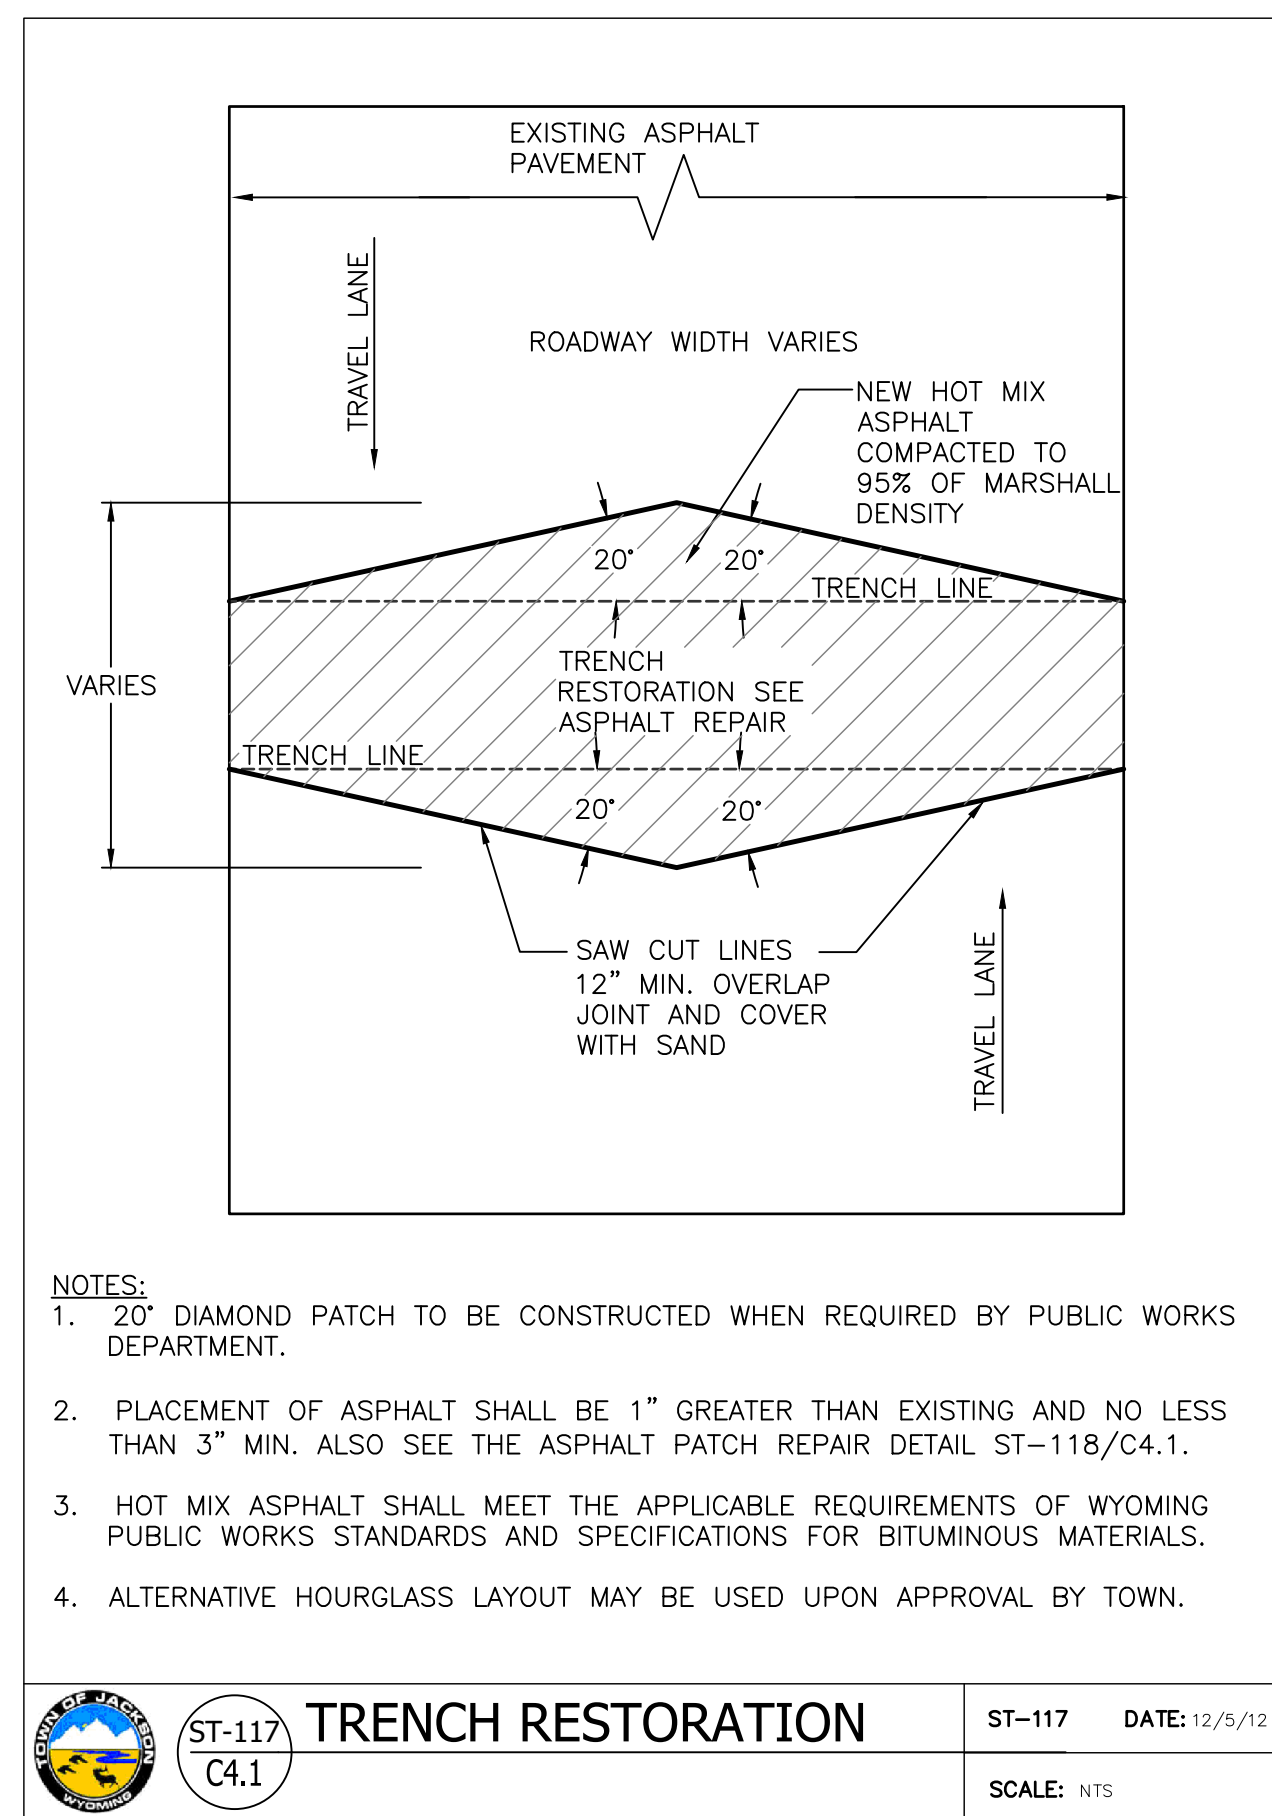 EXISTING ASPHALT
PAVEMENT
TRAVEL LANE
ROADWAY WIDTH VARIES
NEW HOT MIX
ASPHALT
COMPACTED TO
95% OF MARSHALL
DENSITY
20°
20°
TRENCH LINE
TRENCH
RESTORATION SEE
ASPHALT REPAIR
VARIES
TRENCH LINE
20°
20°
SAW CUT LINES
12” MIN. OVERLAP
JOINT AND COVER
WITH SAND
TRAVEL LANE
NOTES:
1. 20° DIAMOND PATCH TO BE CONSTRUCTED WHEN REQUIRED BY PUBLIC WORKS
DEPARTMENT.
2. PLACEMENT OF ASPHALT SHALL BE 1” GREATER THAN EXISTING AND NO LESS
THAN 3” MIN. ALSO SEE THE ASPHALT PATCH REPAIR DETAIL ST–118/C4.1.
3. HOT MIX ASPHALT SHALL MEET THE APPLICABLE REQUIREMENTS OF WYOMING
PUBLIC WORKS STANDARDS AND SPECIFICATIONS FOR BITUMINOUS MATERIALS.
4. ALTERNATIVE HOURGLASS LAYOUT MAY BE USED UPON APPROVAL BY TOWN.
TOWN OF JACKSON
WYOMING
ST-117
C4.1
TRENCH RESTORATION
ST–117 DATE: 12/5/12
SCALE: NTS